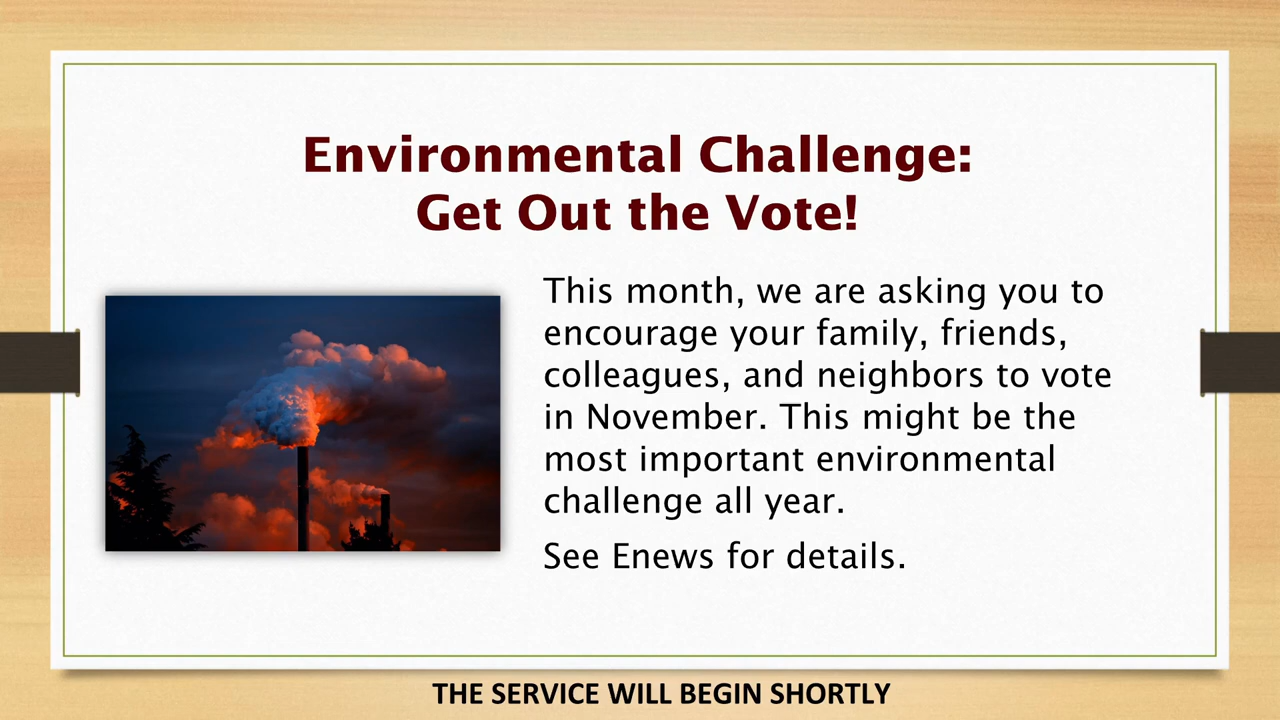 Environmental Challenge:
Get Out the Vote!
This month, we are asking you to
encourage your family, friends,
colleagues, and neighbors to vote
in November. This might be the
most important environmental
challenge all year.
See Enews for details.
THE SERVICE WILL BEGIN SHORTLY